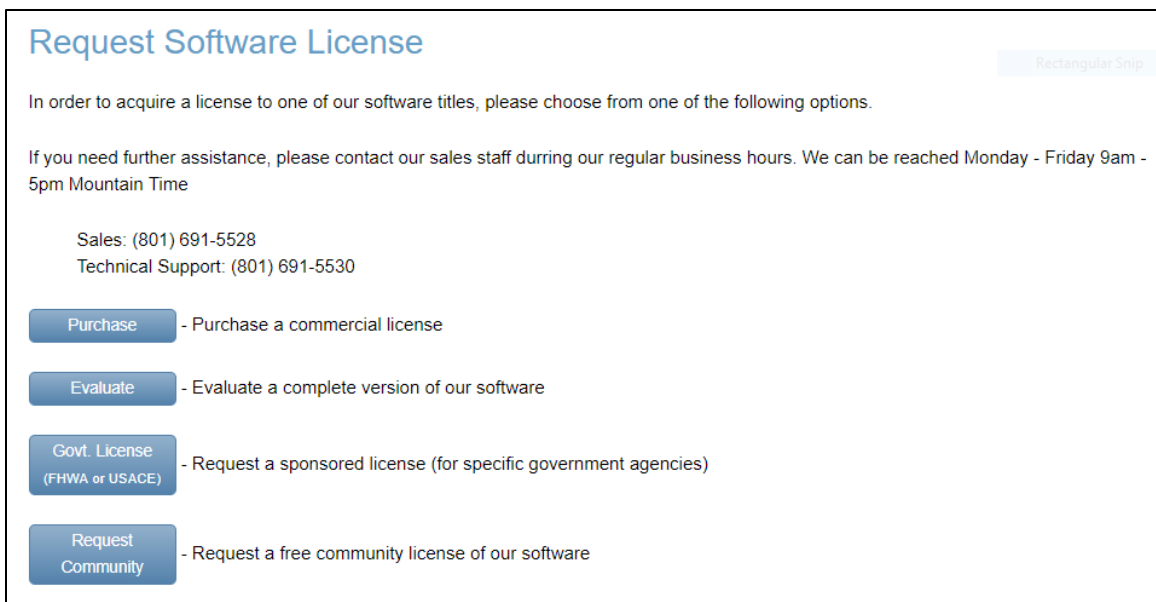 Request Software License
Rectangular Snip
In order to acquire a license to one of our software titles, please choose from one of the following options.
If you need further assistance, please contact our sales staff durring our regular business hours. We can be reached Monday - Friday 9am -
5pm Mountain Time
Sales: (801) 691-5528
Technical Support: (801) 691-5530
Purchase - Purchase a commercial license
Evaluate - Evaluate a complete version of our software
Govt. License
(FHWA or USACE) - Request a sponsored license (for specific government agencies)
Request
Community - Request a free community license of our software